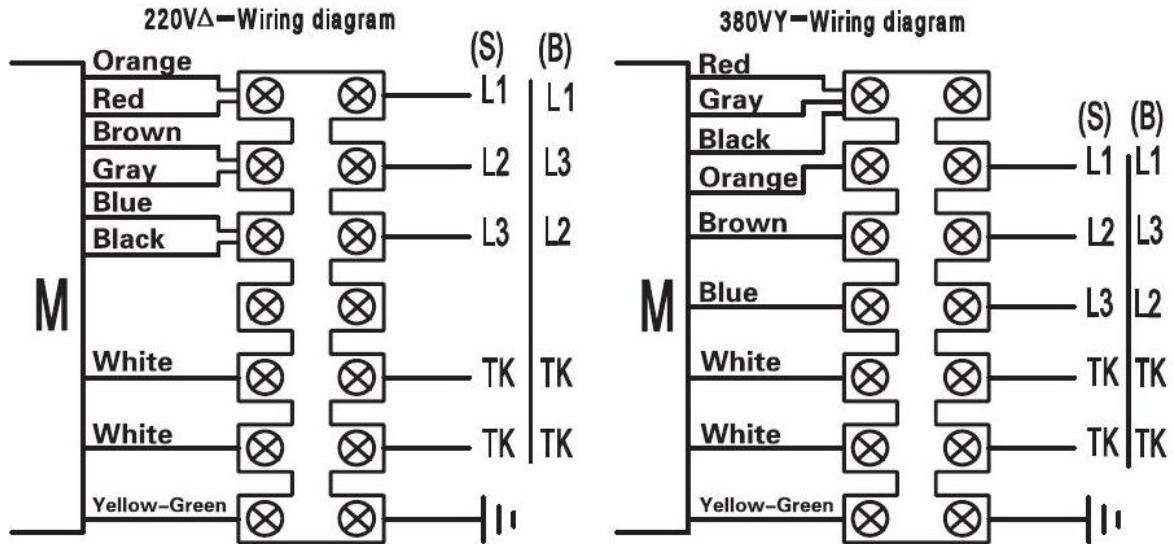 220VΔ-Wiring diagram
(S) (B)
Orange
Red
L1 L1
Brown
Gray
L2 L3
Blue
Black
L3 L2
M
White
TK TK
White
TK TK
Yellow-Green
380VY-Wiring diagram
Red
Gray
(S) (B)
Black
L1 L1
Orange
Brown
L2 L3
M
Blue
L3 L2
White
TK TK
White
TK TK
Yellow-Green